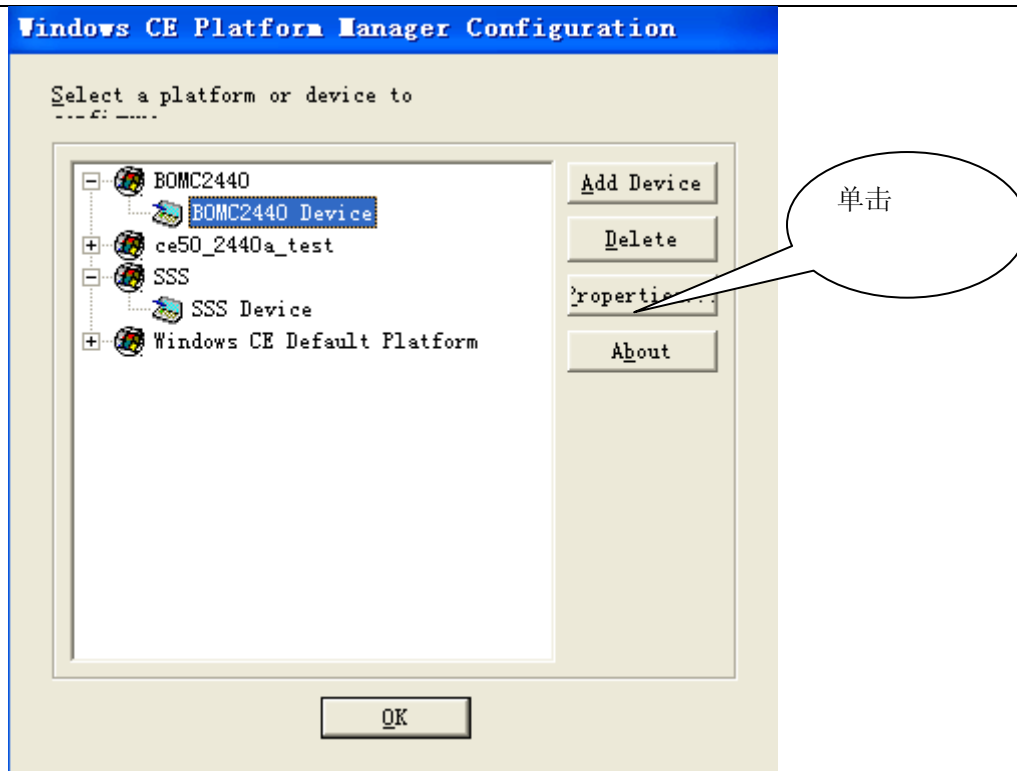 Windows CE Platform Manager Configuration
Select a platform or device to
BOMC2440
BOMC2440 Device
ce50_2440a_test
SSS
SSS Device
Windows CE Default Platform
Add Device
Delete
About
OK
单击